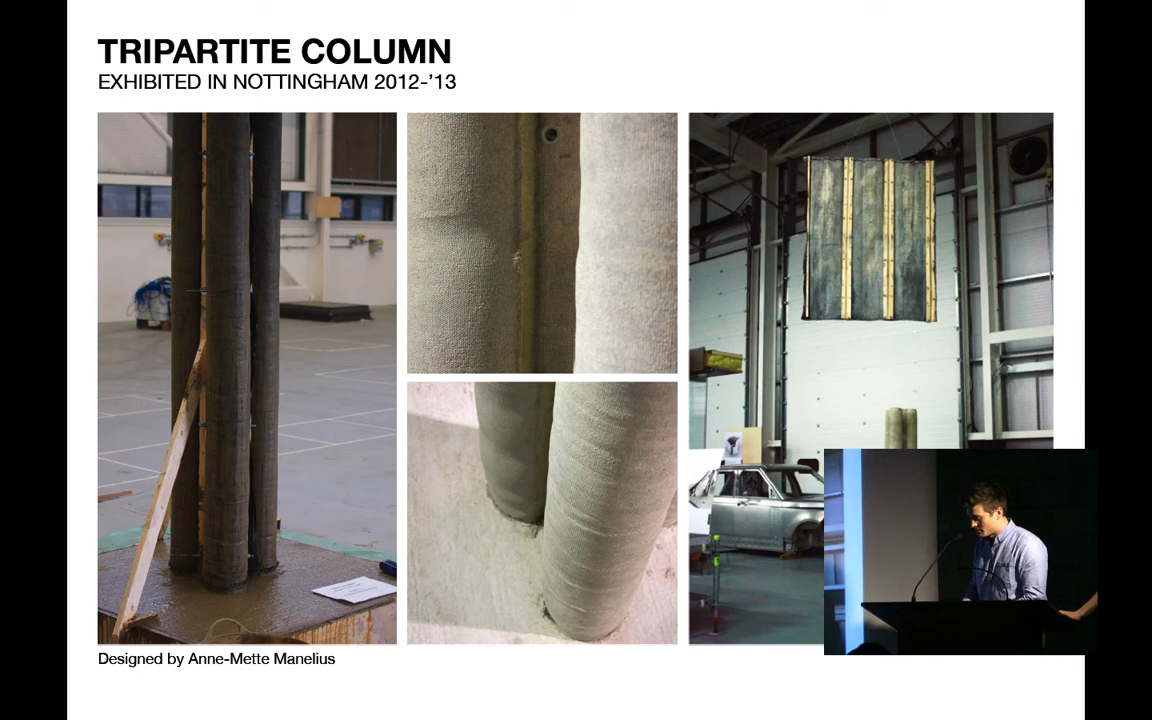 TRIPARTITE COLUMN
EXHIBITED IN NOTTINGHAM 2012-’13
Designed by Anne-Mette Manelius